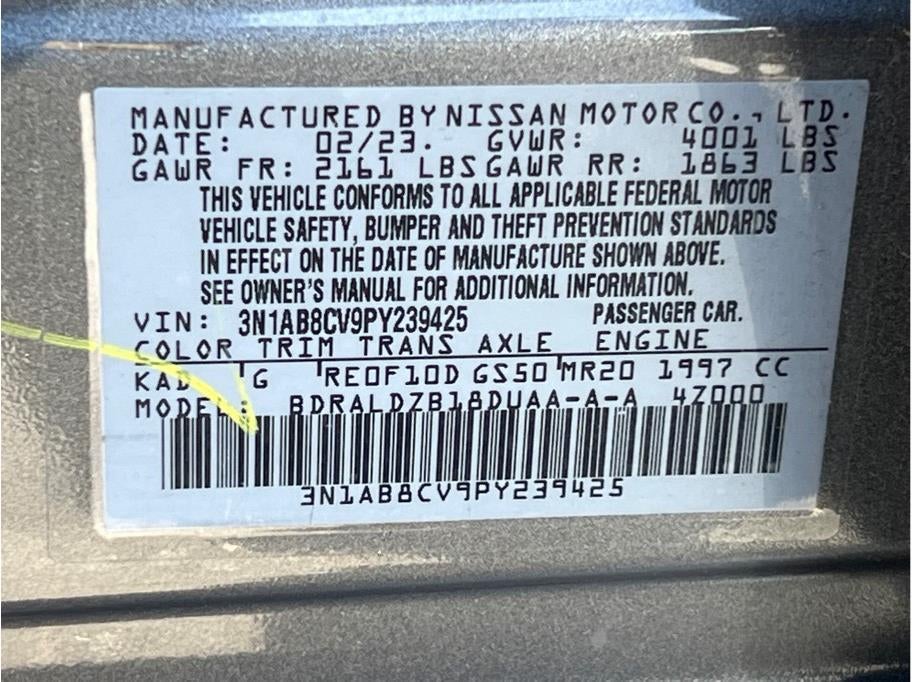 MANUFACTURED BY NISSAN MOTOR CO., LTD.
DATE: 02/23. GVWR: 4001 LBS
GAWR FR: 2161 LBS GAWR RR: 1863 LBS
THIS VEHICLE CONFORMS TO ALL APPLICABLE FEDERAL MOTOR
VEHICLE SAFETY, BUMPER AND THEFT PREVENTION STANDARDS
IN EFFECT ON THE DATE OF MANUFACTURE SHOWN ABOVE.
SEE OWNER'S MANUAL FOR ADDITIONAL INFORMATION.
VIN: 3N1AB8CV9PY239425 PASSENGER CAR.
COLOR TRIM TRANS AXLE ENGINE
KAD G RE0F10D GS50 MR20 1997 CC
MODEL: BDRALDZB18DUAA-A-A 4Z000
3N1AB8CV9PY239425